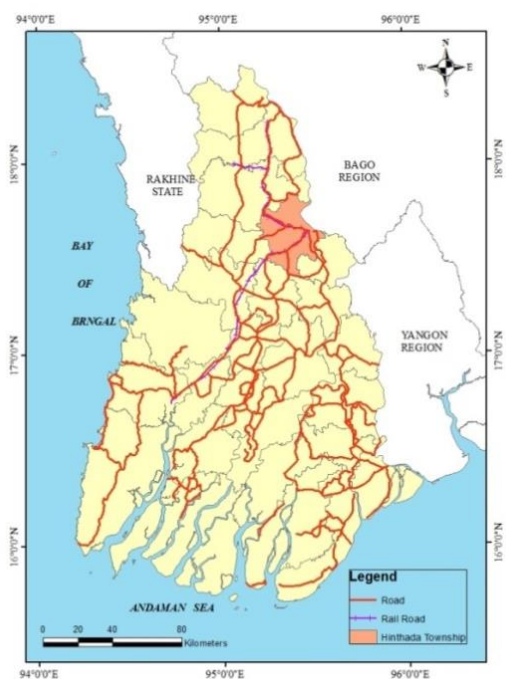 94°0'0"E 95°0'0"E 96°0'0"E
N
W E
S
18°0'0"N 18°0'0"N
BAGO
REGION
RAKHINE
STATE
BAY
OF
BRNGAL
YANGON
REGION
17°0'0"N 17°0'0"N
16°0'0"N 16°0'0"N
Legend
Road
Rail Road
Hinthada Township
ANDAMAN SEA
0 20 40 80
Kilometers
94°0'0"E 95°0'0"E 96°0'0"E